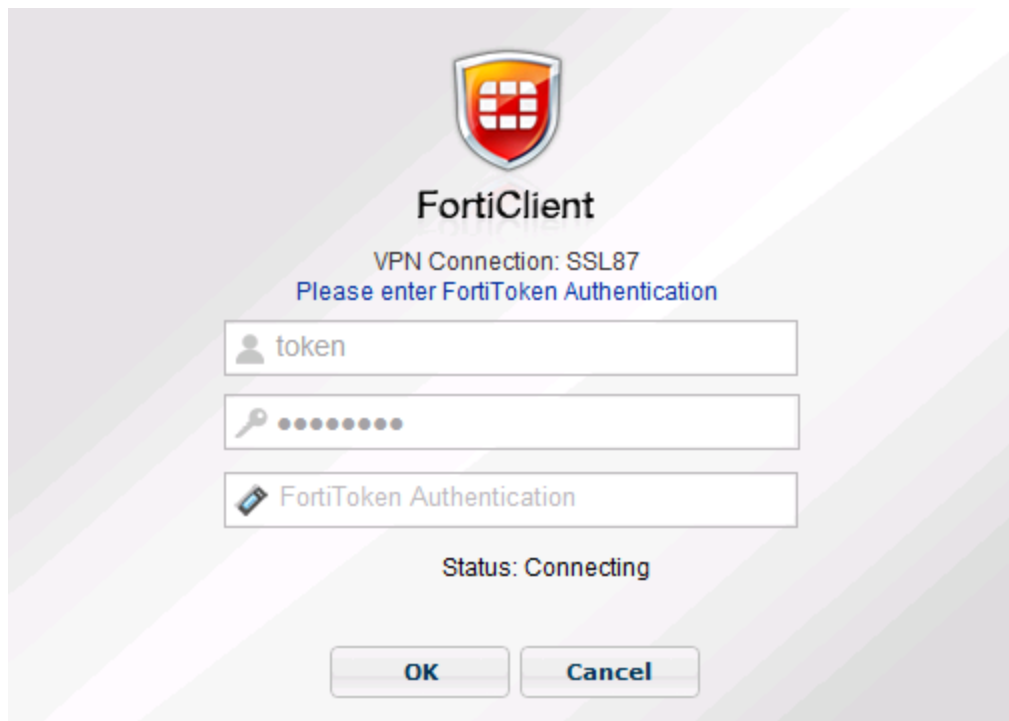 FortiClient
VPN Connection: SSL87
Please enter FortiToken Authentication
token
●●●●●●●●
FortiToken Authentication
Status: Connecting
OK Cancel